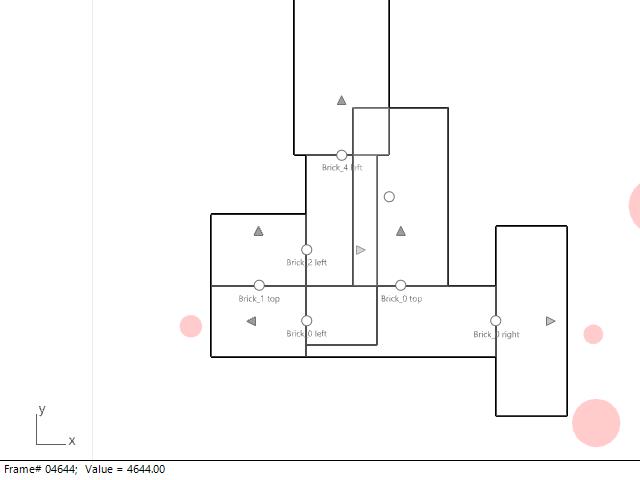 Brick_4 left
Brick_2 left
Brick_1 top
Brick_0 top
Brick_0 left
Brick_0 right
y
x
Frame# 04644; Value = 4644.00